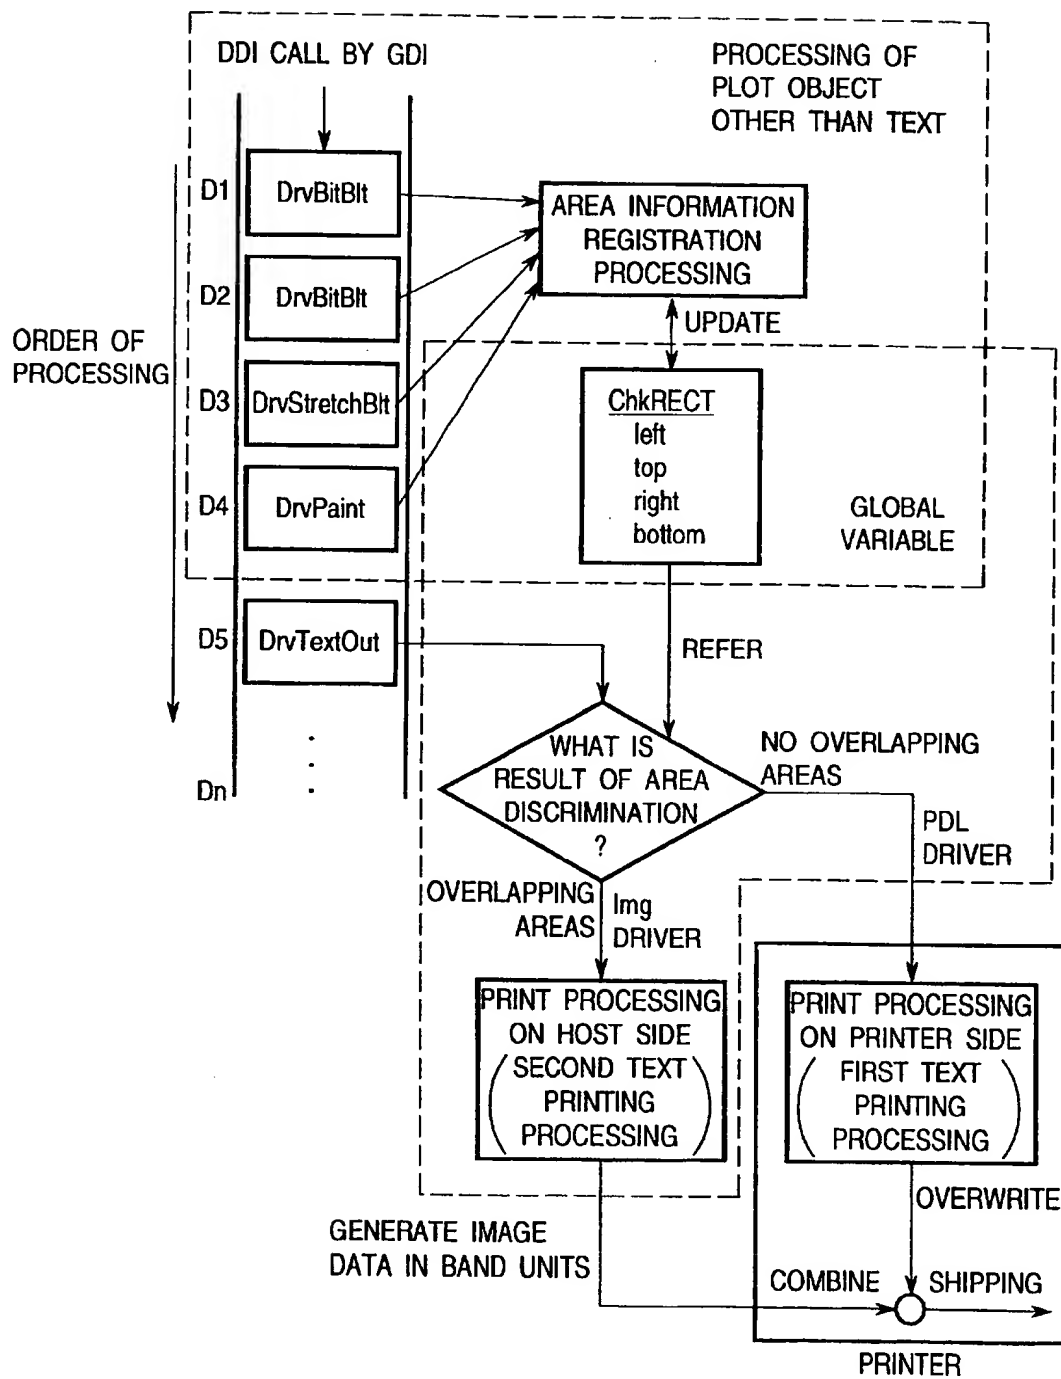 DDI CALL BY GDI
PROCESSING OF
PLOT OBJECT
OTHER THAN TEXT
D1
DrvBitBlt
AREA INFORMATION
REGISTRATION
PROCESSING
D2
DrvBitBlt
UPDATE
ORDER OF
PROCESSING
D3
DrvStretchBlt
ChkRECT
left
top
right
bottom
D4
DrvPaint
GLOBAL
VARIABLE
D5
DrvTextOut
REFER
WHAT IS
RESULT OF AREA
DISCRIMINATION
?
NO OVERLAPPING
AREAS
Dn
PDL
DRIVER
OVERLAPPING
AREAS
Img
DRIVER
PRINT PROCESSING
ON HOST SIDE
(SECOND TEXT
PRINTING
PROCESSING)
PRINT PROCESSING
ON PRINTER SIDE
(FIRST TEXT
PRINTING
PROCESSING)
OVERWRITE
GENERATE IMAGE
DATA IN BAND UNITS
COMBINE
SHIPPING
PRINTER